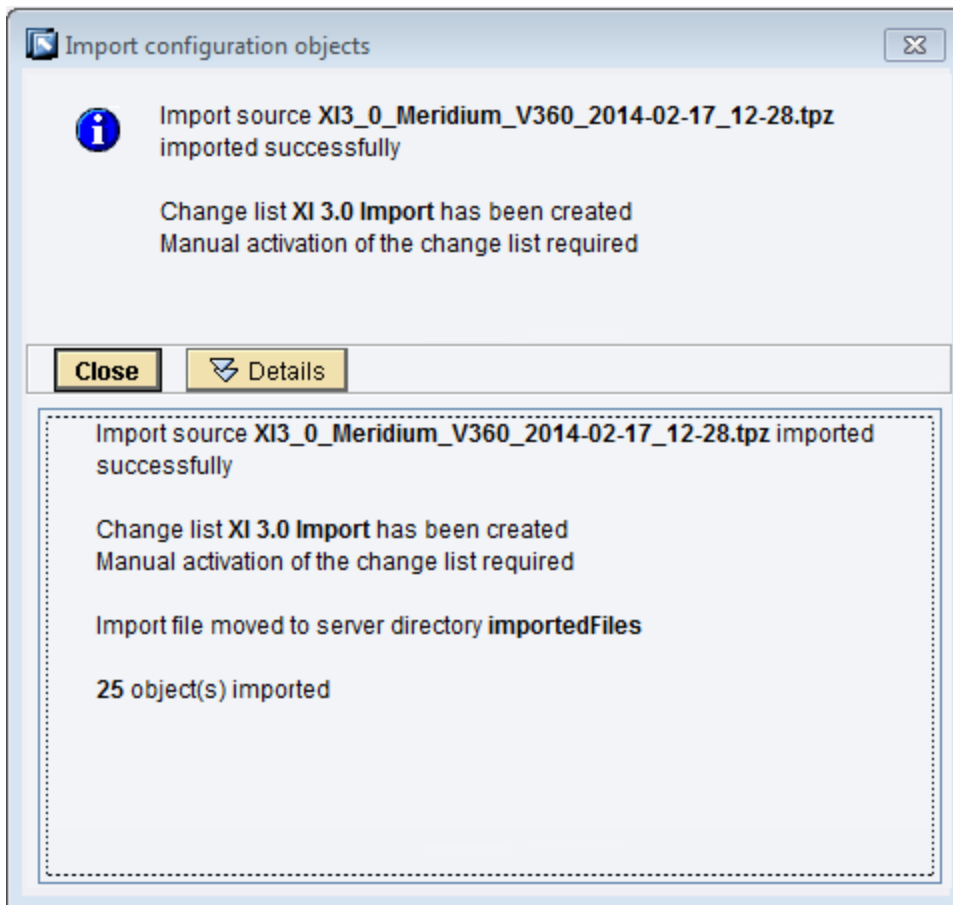 Import configuration objects
Import source XI3_0_Meridium_V360_2014-02-17_12-28.tpz
imported successfully
Change list XI 3.0 Import has been created
Manual activation of the change list required
Close
Details
Import source XI3_0_Meridium_V360_2014-02-17_12-28.tpz imported
successfully
Change list XI 3.0 Import has been created
Manual activation of the change list required
Import file moved to server directory importedFiles
25 object(s) imported